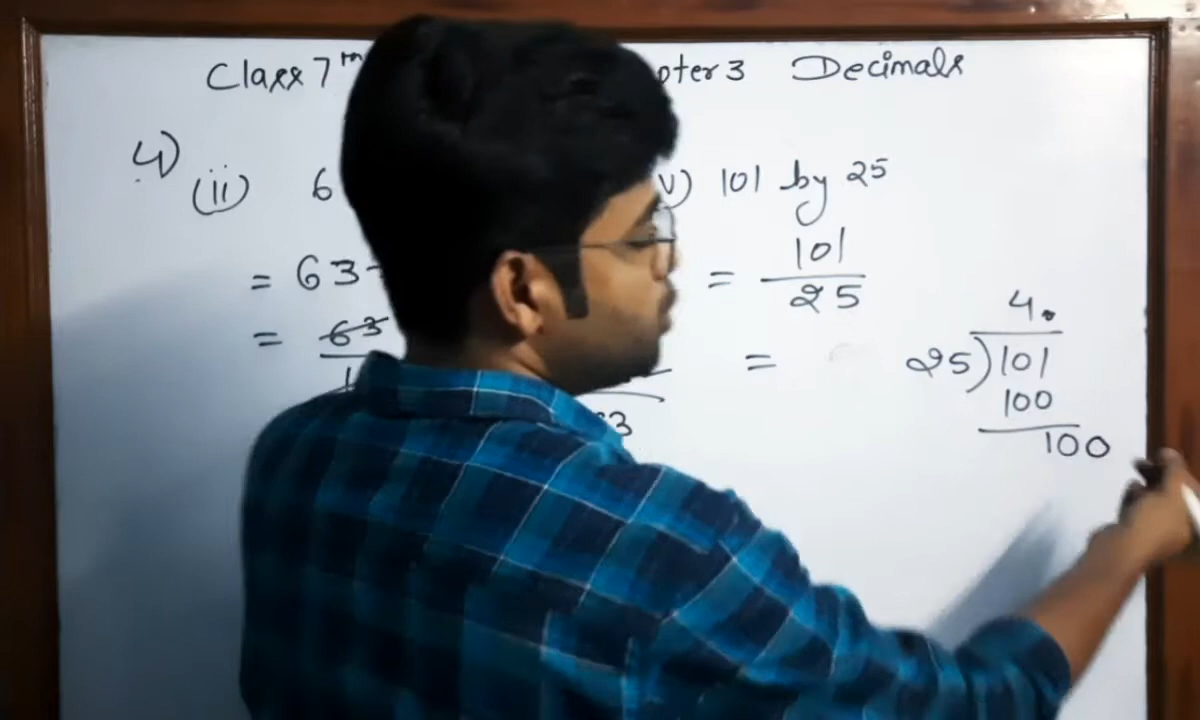 Class 7th Chapter 3 Decimals
4)
(ii) 6 v) 101 by 25
= 63 = 101/25
= 63 =
4.
25)101
100
100